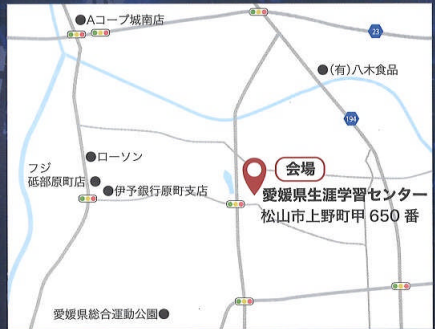 Aコープ城南店
23
(有)八木食品
194
ローソン
会場
フジ
砥部原町店
伊予銀行原町支店
愛媛県生涯学習センター
松山市上野町甲 650 番
愛媛県総合運動公園